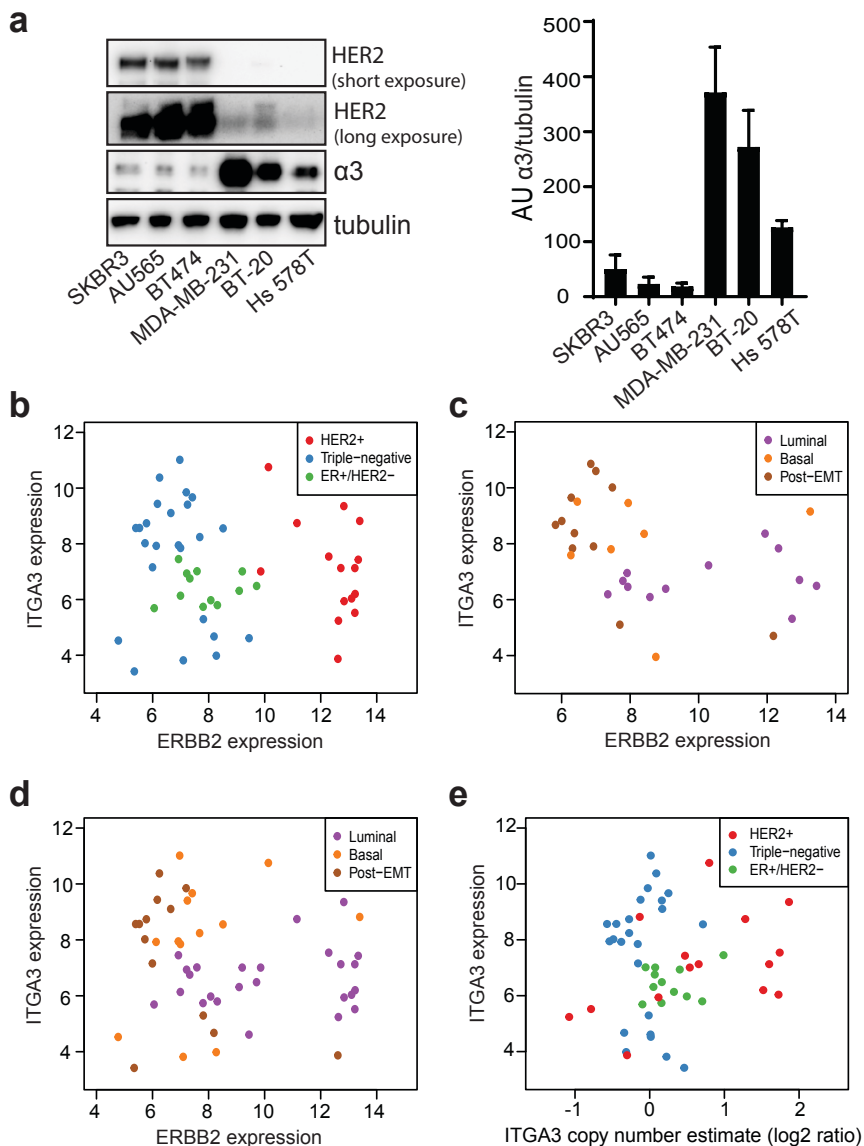 a
HER2
(short exposure)
HER2
(long exposure)
α3
tubulin
SKBR3
AU565
BT474
MDA-MB-231
BT-20
Hs 578T
AU α3/tubulin
500
400
300
200
100
0
SKBR3
AU565
BT474
MDA-MB-231
BT-20
Hs 578T
b
ITGA3 expression
12
10
8
6
4
HER2+
Triple−negative
ER+/HER2−
4 6 8 10 12 14
ERBB2 expression
c
ITGA3 expression
12
10
8
6
4
Luminal
Basal
Post−EMT
6 8 10 12 14
ERBB2 expression
d
ITGA3 expression
12
10
8
6
4
Luminal
Basal
Post−EMT
4 6 8 10 12 14
ERBB2 expression
e
ITGA3 expression
12
10
8
6
4
HER2+
Triple−negative
ER+/HER2−
-1 0 1 2
ITGA3 copy number estimate (log2 ratio)